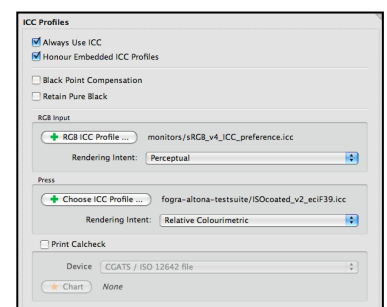 ICC Profiles
Always Use ICC
Honour Embedded ICC Profiles
Black Point Compensation
Retain Pure Black
RGB Input
RGB ICC Profile ... monitors/sRGB_v4_ICC_preference.icc
Rendering Intent: Perceptual
Press
Choose ICC Profile ... fogra-altona-testsuite/ISOcoated_v2_eciF39.icc
Rendering Intent: Relative Colourimetric
Print Calcheck
Device CGATS / ISO 12642 file
Chart None